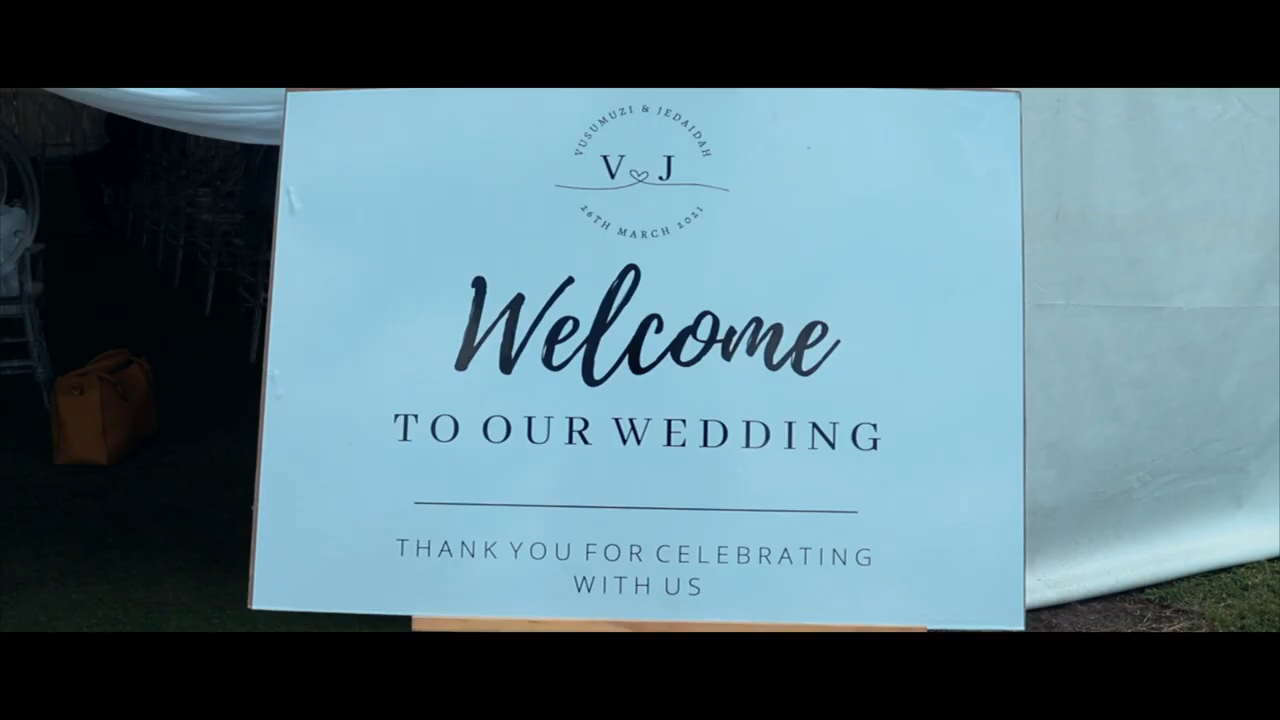 VUSUMUZI & JEDAIDAH
V J
26TH MARCH 2021
Welcome
TO OUR WEDDING
THANK YOU FOR CELEBRATING
WITH US